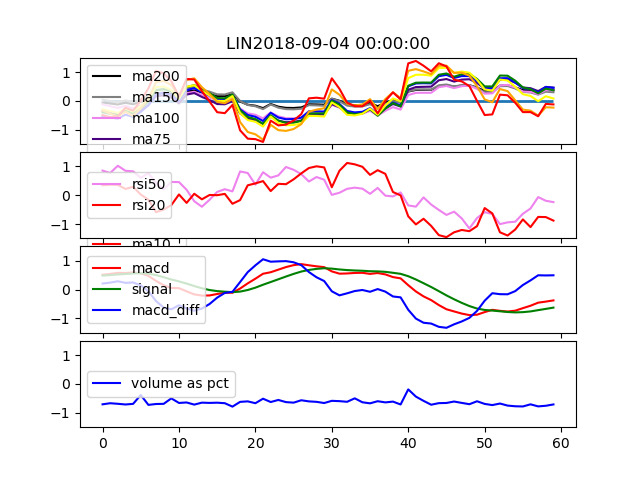 LIN2018-09-04 00:00:00
1
0
−1
ma200
ma150
ma100
ma75
1
0
−1
rsi50
rsi20
ma10
1
0
−1
macd
signal
macd_diff
1
0
−1
volume as pct
0 10 20 30 40 50 60